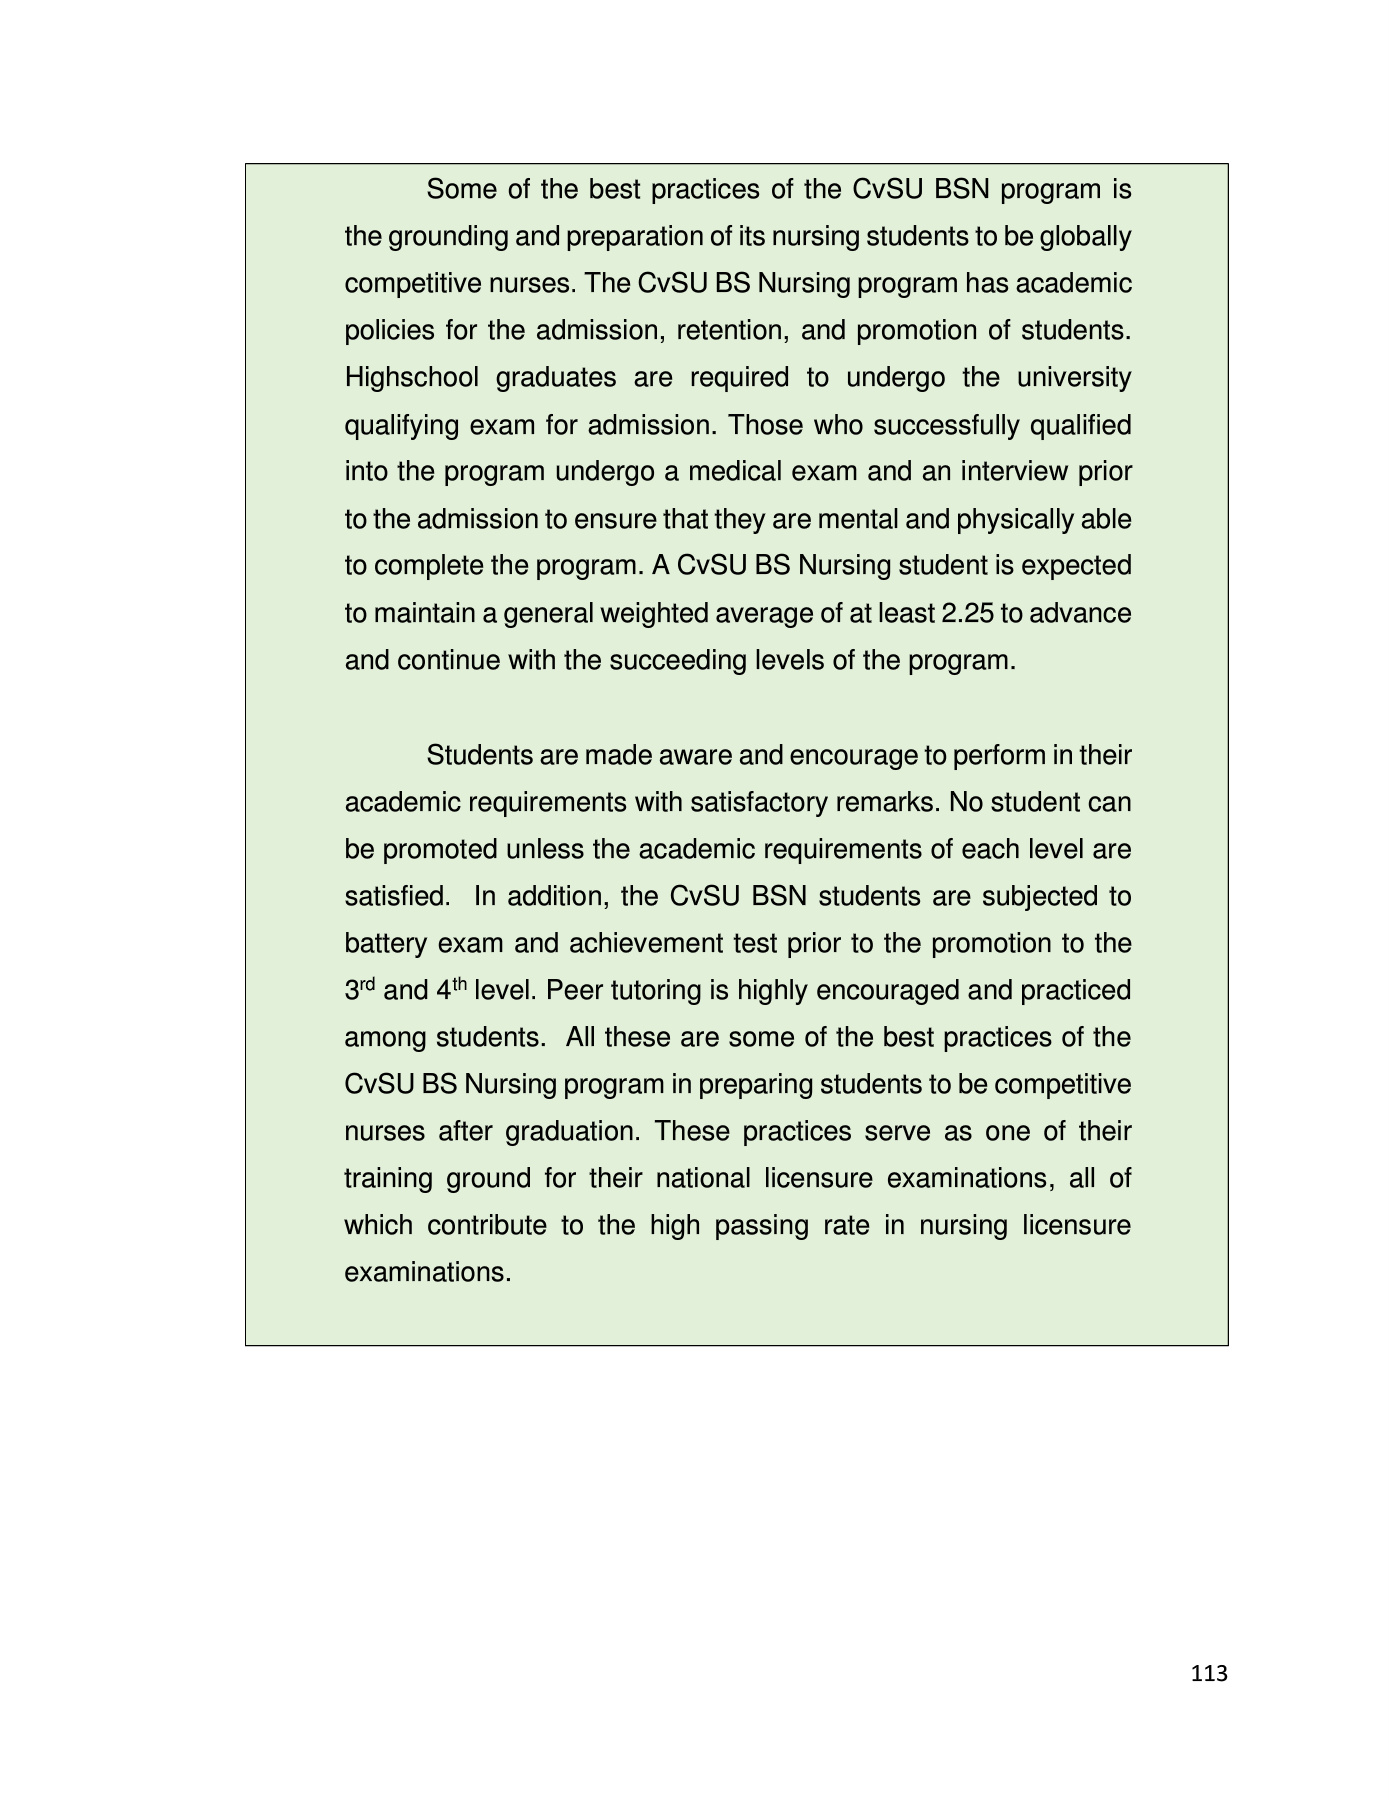 Some of the best practices of the CvSU BSN program is
the grounding and preparation of its nursing students to be globally
competitive nurses. The CvSU BS Nursing program has academic
policies for the admission, retention, and promotion of students.
Highschool graduates are required to undergo the university
qualifying exam for admission. Those who successfully qualified
into the program undergo a medical exam and an interview prior
to the admission to ensure that they are mental and physically able
to complete the program. A CvSU BS Nursing student is expected
to maintain a general weighted average of at least 2.25 to advance
and continue with the succeeding levels of the program.
Students are made aware and encourage to perform in their
academic requirements with satisfactory remarks. No student can
be promoted unless the academic requirements of each level are
satisfied.  In addition, the CvSU BSN students are subjected to
battery exam and achievement test prior to the promotion to the
3rd and 4th level. Peer tutoring is highly encouraged and practiced
among students.  All these are some of the best practices of the
CvSU BS Nursing program in preparing students to be competitive
nurses after graduation. These practices serve as one of their
training ground for their national licensure examinations, all of
which contribute to the high passing rate in nursing licensure
examinations.
113